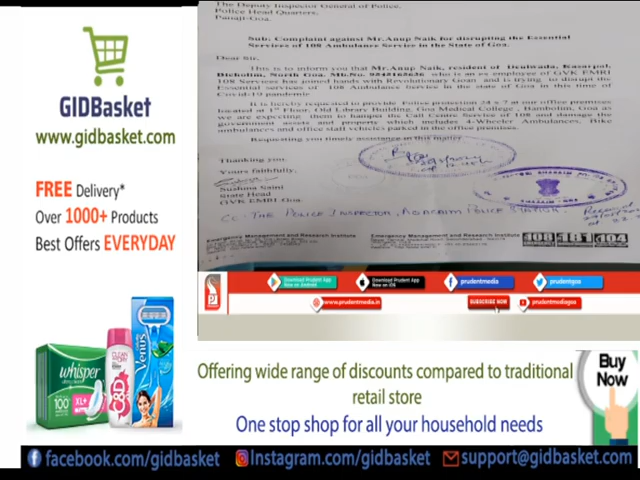 GIDBasket
www.gidbasket.com
FREE Delivery*
Over 1000+ Products
Best Offers EVERYDAY
whisper
100%
XL+
Venus
The Deputy Inspector General of Police,
Police Head Quarters,
Panaji-Goa.
Sub: Complaint against Mr.Anup Naik for disrupting the Essential
Services of 108 Ambulance Service in the State of Goa.
Dear Sir,
This is to inform you that Mr.Anup Naik, resident of Deulwada, Kasarpal,
Bicholim, North Goa, who is an ex employee of GVK EMRI
108 Services has joined hands with Revolutionary Goan and is trying to disrupt the
Essential services of 108 Ambulance Service in the state in this time of
Covid-19 pandemic
It is hereby requested to provide Police protection 24 x 7 at our office premises
located at 1st Floor, Old Library Building, Goa Medical College, Bambolim, Goa as
we are expecting them to hamper the Call Centre Service of 108 and damage the
government assets and property which includes 4-Wheeler Ambulances, Bike
ambulances and office staff vehicles parked in the office premises.
Requesting you timely assistance in this matter.
Thanking you.
Yours faithfully,
State Head
GVK EMRI Goa.
CC: THE POLICE INSPECTOR, AGACAIM POLICE STATION.
Emergency Management and Research Institute
Emergency Management and Research Institute
108 181 104
Download Prudent App
Now on Android
Download Prudent App
Now on iOS
prudentmedia
prudentgoa
www.prudentmedia.in
SUBSCRIBE NOW
prudentmediagoa
Offering wide range of discounts compared to traditional
retail store
One stop shop for all your household needs
Buy
Now
facebook.com/gidbasket
Instagram.com/gidbasket
support@gidbasket.com